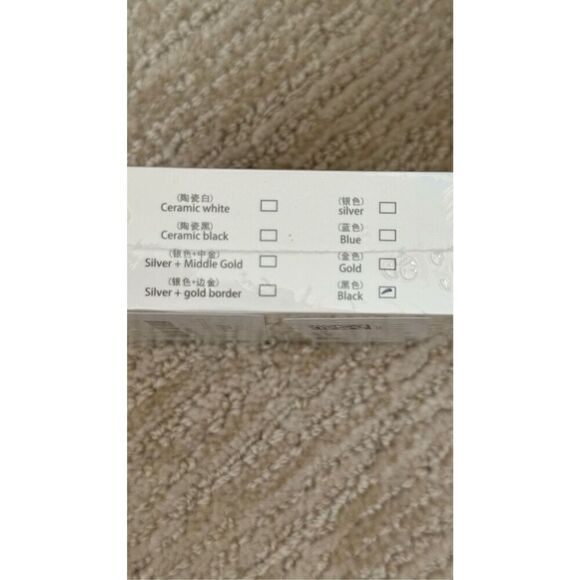 (陶瓷白)
Ceramic white
(陶瓷黑)
Ceramic black
(银色+中金)
Silver + Middle Gold
(银色+边金)
Silver + gold border
(银色)
silver
(蓝色)
Blue
(金色)
Gold
(黑色)
Black